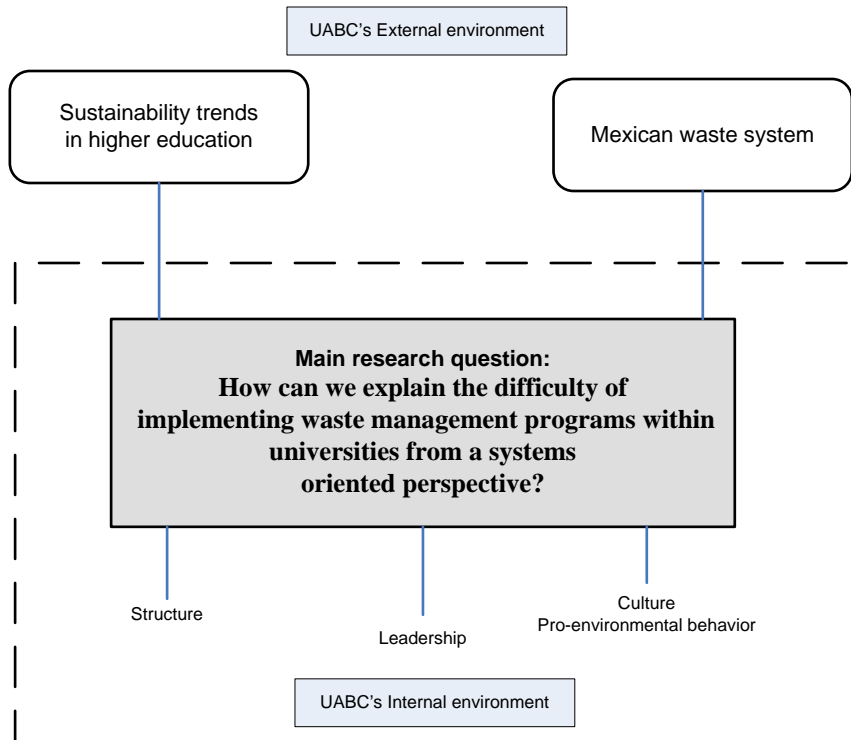 UABC's External environment
Sustainability trends
in higher education
Mexican waste system
Main research question:
How can we explain the difficulty of
implementing waste management programs within
universities from a systems
oriented perspective?
Structure
Leadership
Culture
Pro-environmental behavior
UABC's Internal environment